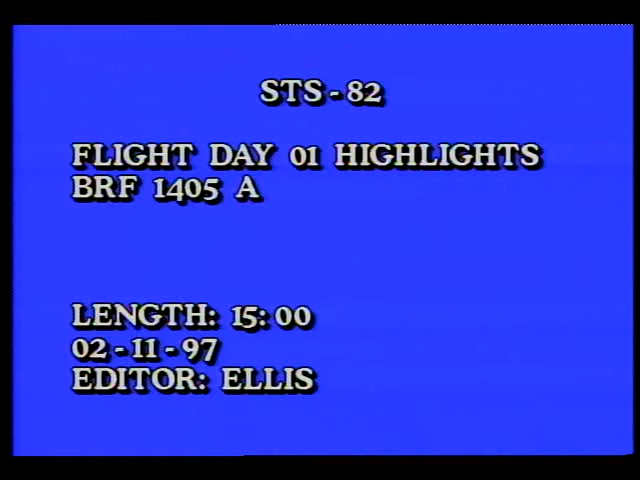 STS - 82
FLIGHT DAY 01 HIGHLIGHTS
BRF 1405 A
LENGTH: 15:00
02 - 11 - 97
EDITOR: ELLIS